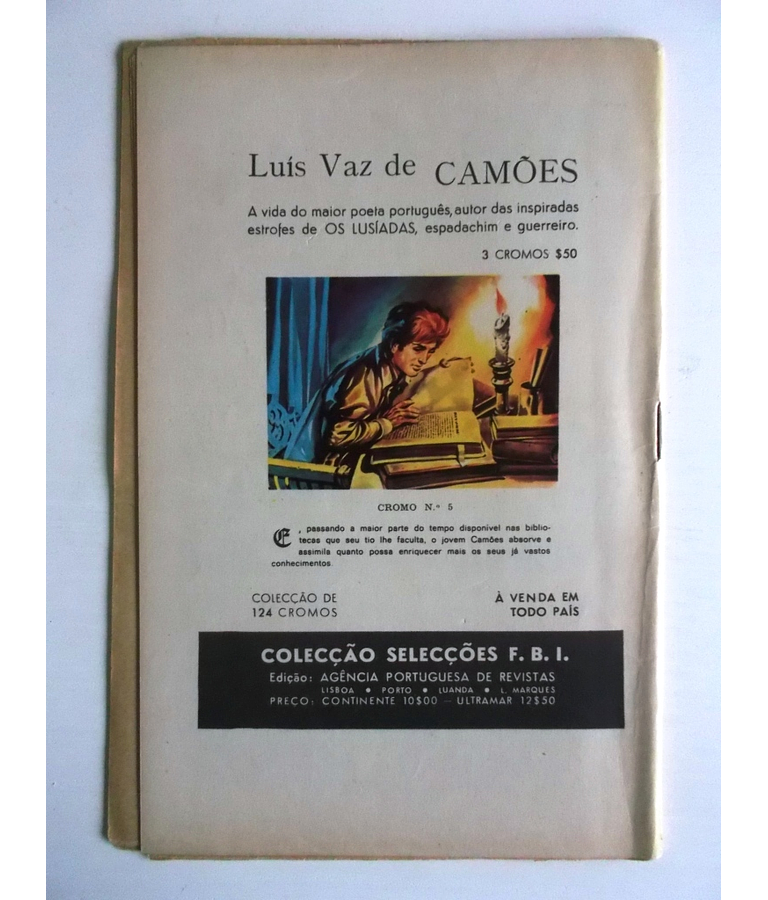 Luís Vaz de CAMÕES
A vida do maior poeta português, autor das inspiradas
estrofes de OS LUSÍADAS, espadachim e guerreiro.
3 CROMOS $50
CROMO N.º 5
E, passando a maior parte do tempo disponível nas biblio-
tecas que seu tio lhe faculta, o jovem Camões absorve e
assimila quanto possa enriquecer mais os seus já vastos
conhecimentos.
COLECÇÃO DE
124 CROMOS
À VENDA EM
TODO PAÍS
COLECÇÃO SELECÇÕES F. B. I.
Edição: AGÊNCIA PORTUGUESA DE REVISTAS
LISBOA • PORTO • LUANDA • L. MARQUES
PREÇO: CONTINENTE 10$00 — ULTRAMAR 12$50